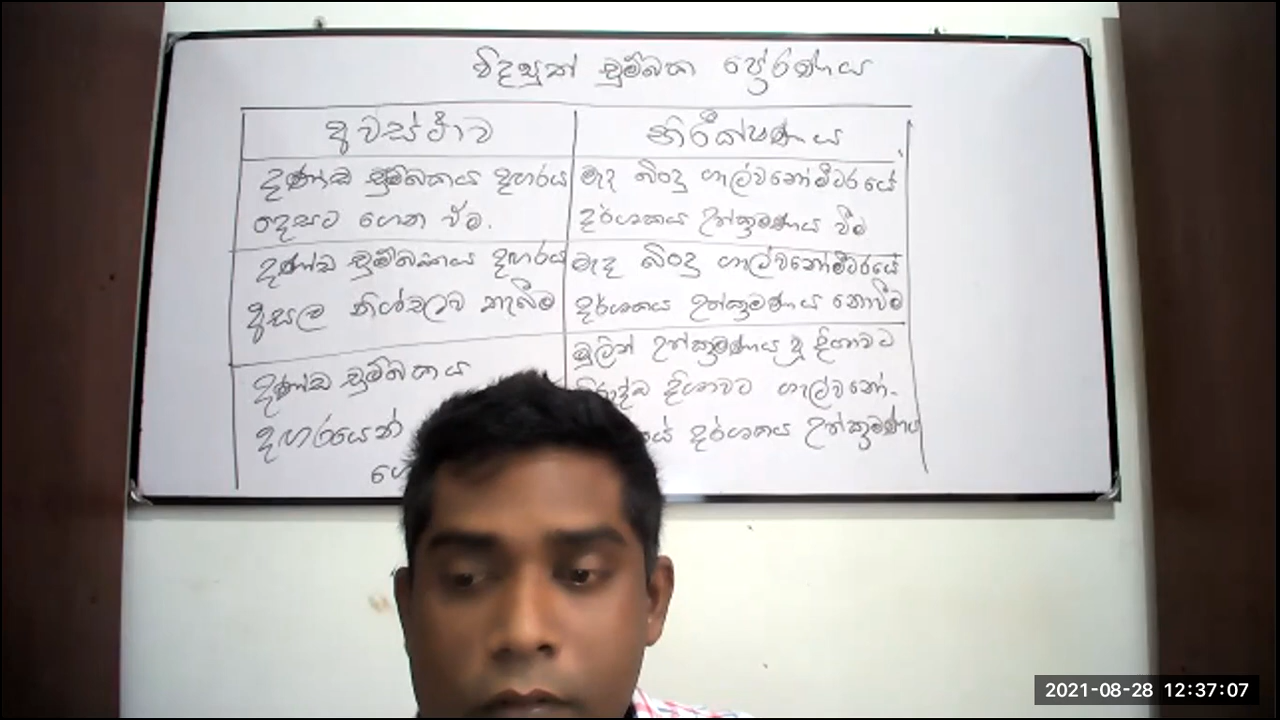 විද්‍යුත් චුම්බක ප්‍රේරණය
අවස්ථාව
නිරීක්ෂණය
දණ්ඩ චුම්බකය දඟරය
දෙසට ගෙන ඒම.
මැද බිංදු ගැල්වනෝමීටරයේ
දර්ශකය උත්ක්‍රමණය වීම
දණ්ඩ චුම්බකය දඟරය
අසල නිශ්චලව තැබීම
මැද බිංදු ගැල්වනෝමීටරයේ
දර්ශකය උත්ක්‍රමණය නොවීම
දණ්ඩ චුම්බකය
දඟරයෙන්
මුලින් උත්ක්‍රමණය වූ දිශාවට
දිශාවට ගැල්වනෝ-
දර්ශකය උත්ක්‍රමණය
2021-08-28 12:37:07